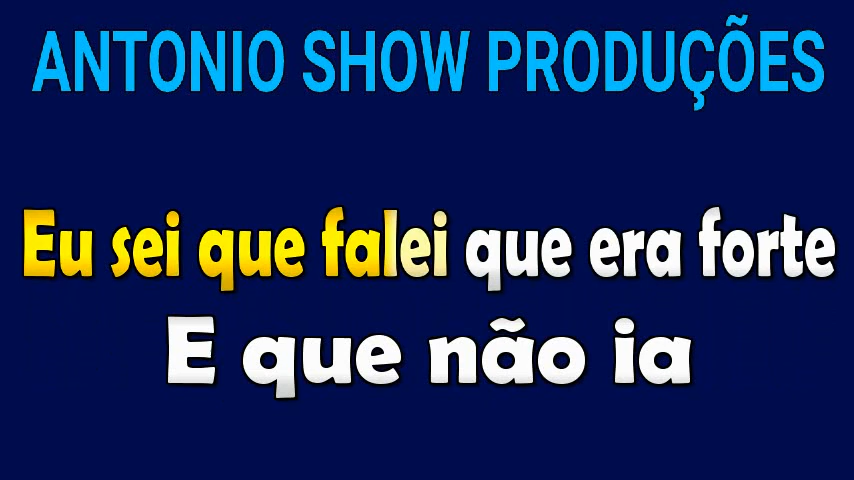 ANTONIO SHOW PRODUÇÕES
Eu sei que falei que era forte
E que não ia